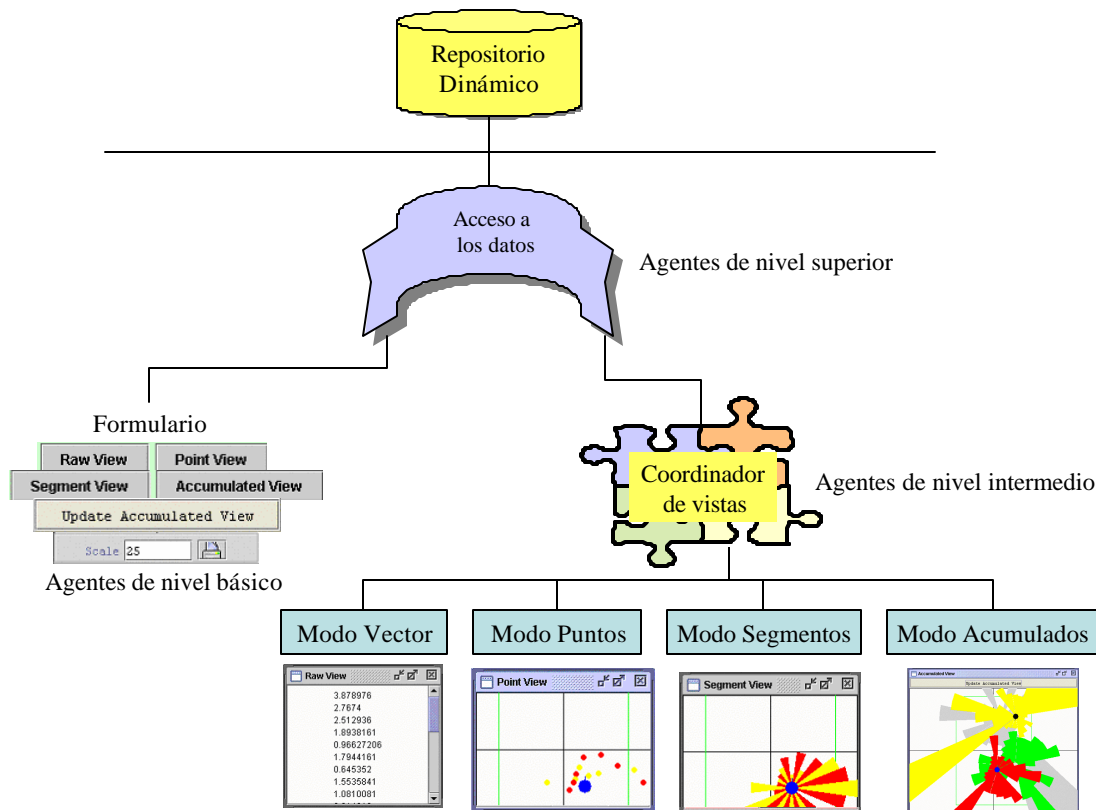 Repositorio
Dinámico
Acceso a
los datos
Agentes de nivel superior
Formulario
Raw View
Point View
Segment View
Accumulated View
Update Accumulated View
Scale 25
Agentes de nivel básico
Coordinador
de vistas
Agentes de nivel intermedio
Modo Vector
Modo Puntos
Modo Segmentos
Modo Acumulados
Raw View
3.878976
2.7674
2.512936
1.8938161
0.96627206
1.7944161
0.645352
1.5535841
1.0810081
Point View
Segment View
Accumulated View
Update Accumulated View